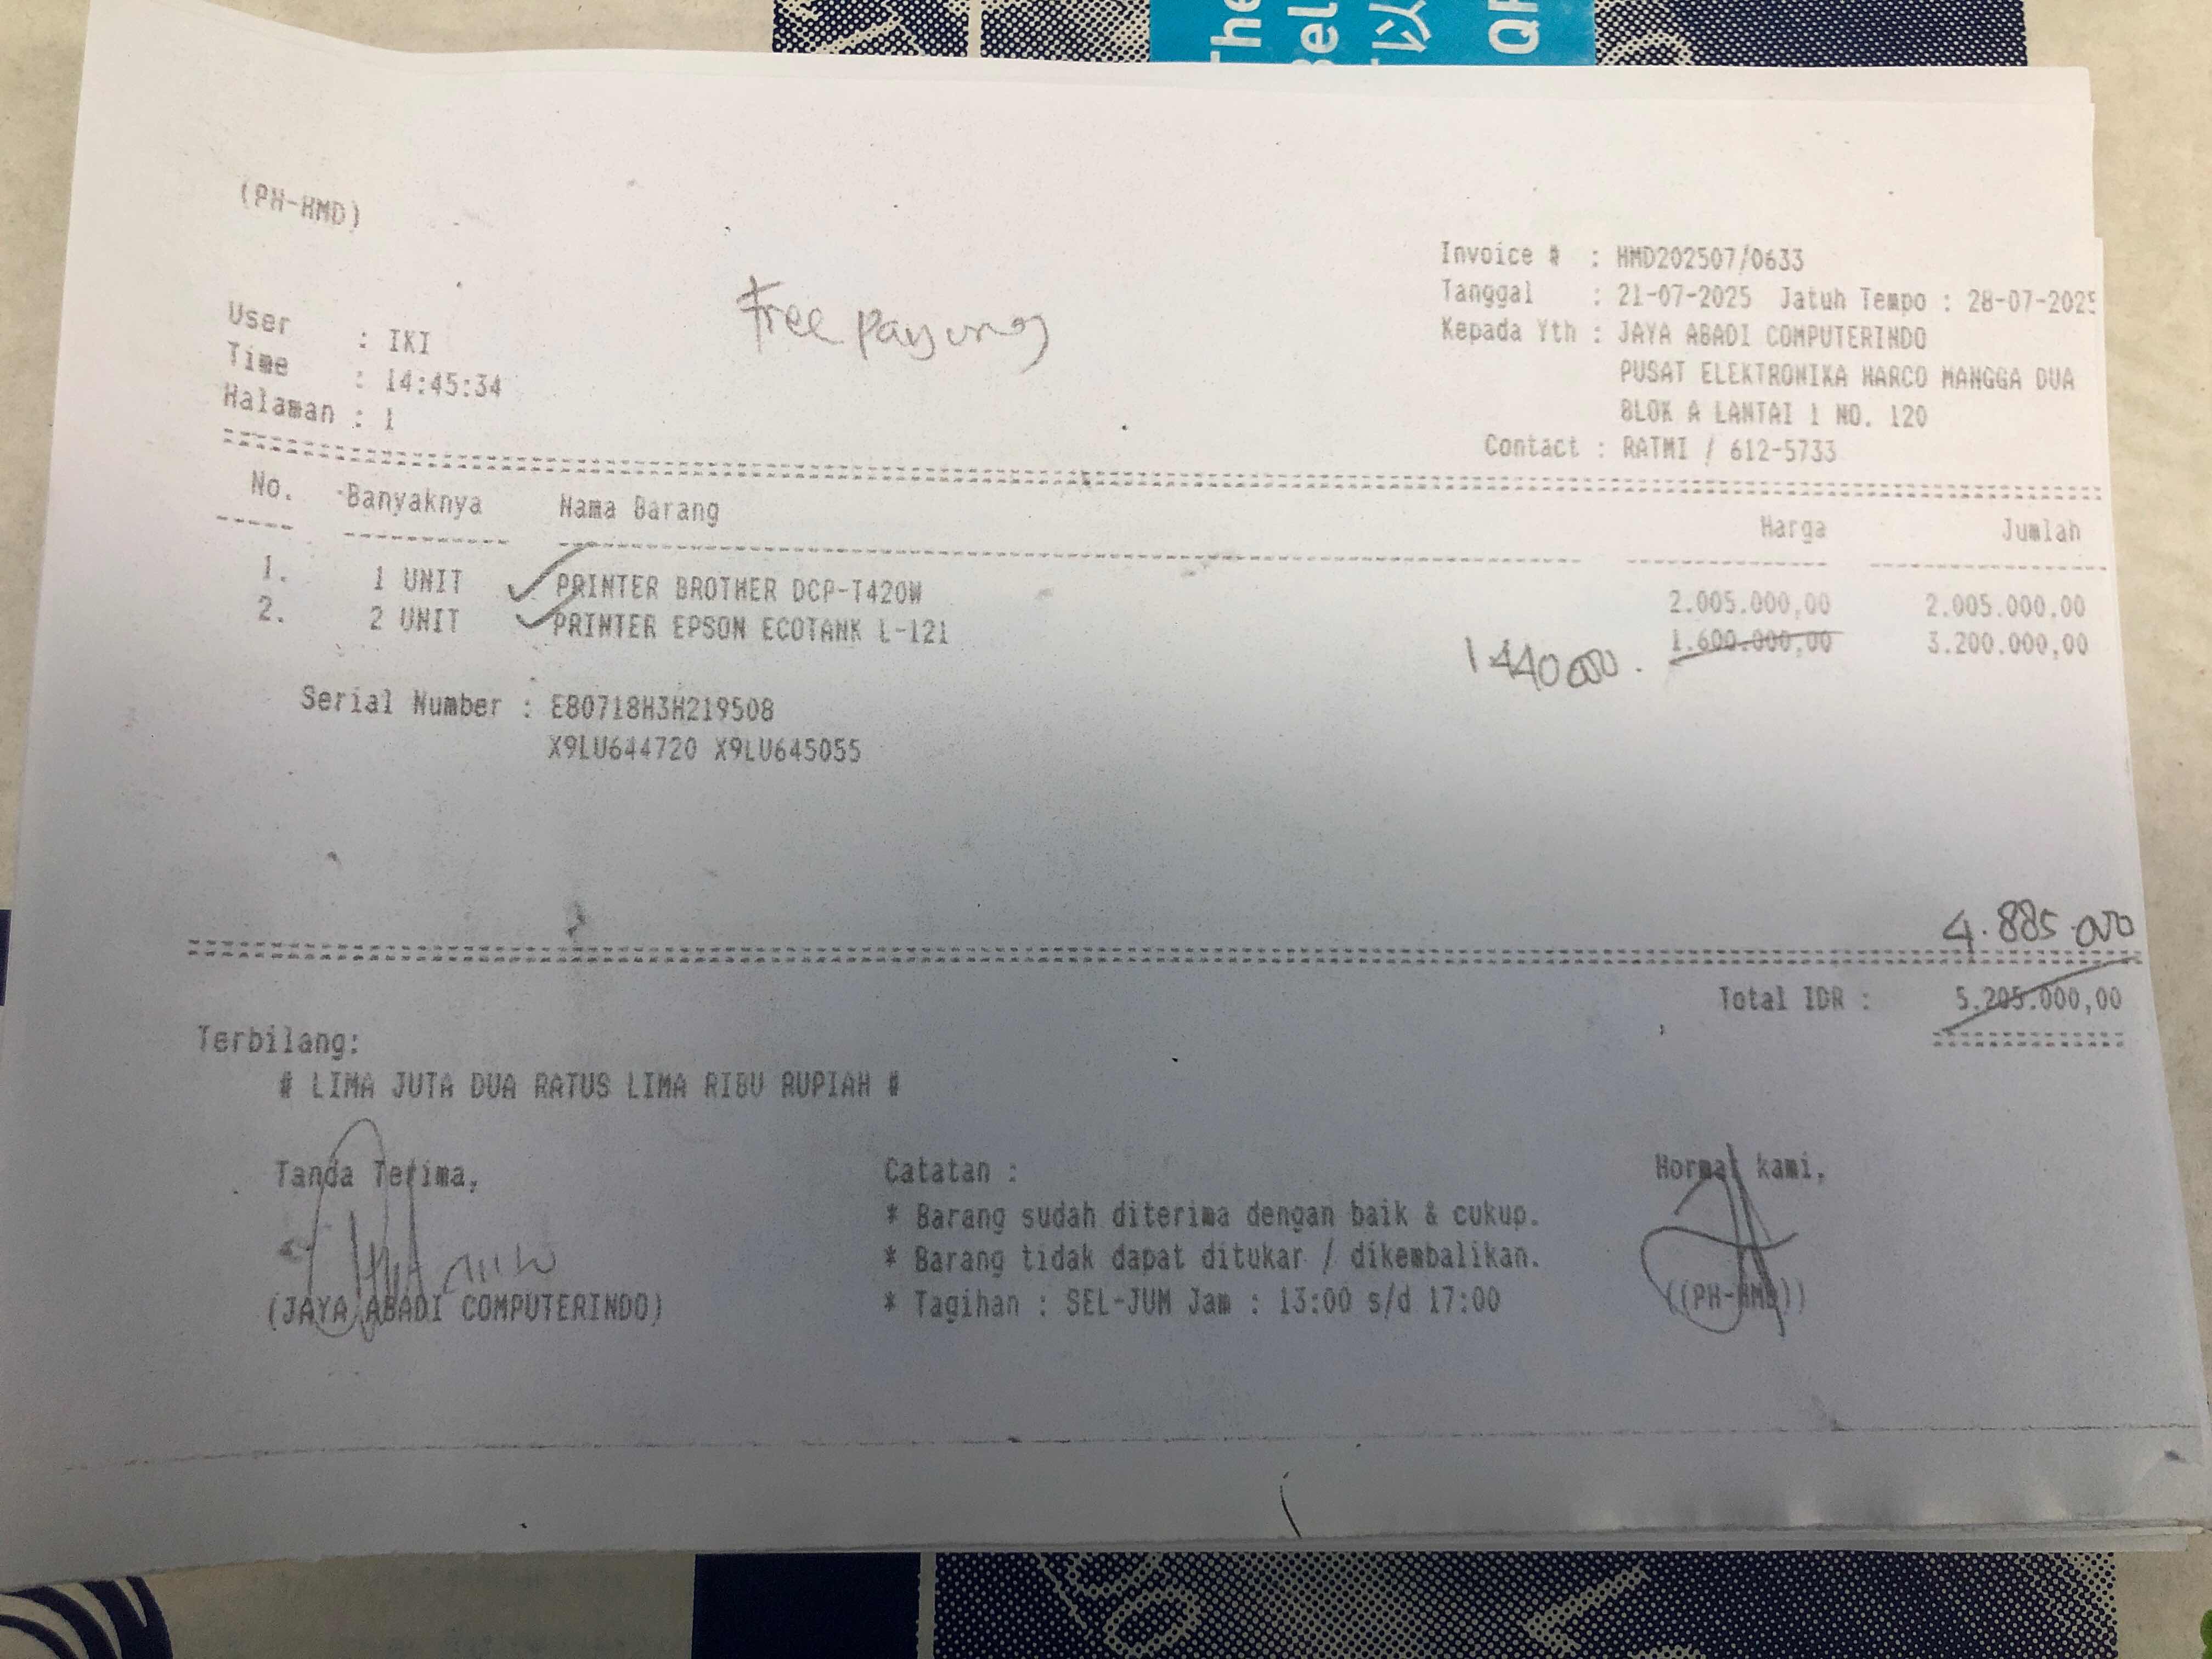 The
Bel
可以
QR
(PH-HMD)
free payung
Invoice # : HMD202507/0633
Tanggal : 21-07-2025 Jatuh Tempo : 28-07-2025
Kepada Yth : JAYA ABADI COMPUTERINDO
PUSAT ELEKTRONIKA HARCO MANGGA DUA
BLOK A LANTAI 1 NO. 120
Contact : RATMI / 612-5733
User : IKI
Time : 14:45:34
Halaman : 1
No. Banyaknya Nama Barang Harga Jumlah
1. 1 UNIT PRINTER BROTHER DCP-T420W 2.005.000,00 2.005.000,00
2. 2 UNIT PRINTER EPSON ECOTANK L-121 1.600.000,00 3.200.000,00
1440000.
Serial Number : E80718H3H219508
X9LU644720 X9LU645055
4.885.000
Total IDR : 5.205.000,00
Terbilang:
# LIMA JUTA DUA RATUS LIMA RIBU RUPIAH #
Tanda Terima,
(JAYA ABADI COMPUTERINDO)
Catatan :
* Barang sudah diterima dengan baik & cukup.
* Barang tidak dapat ditukar / dikembalikan.
* Tagihan : SEL-JUM Jam : 13:00 s/d 17:00
Hormat kami,
((PH-HMD))